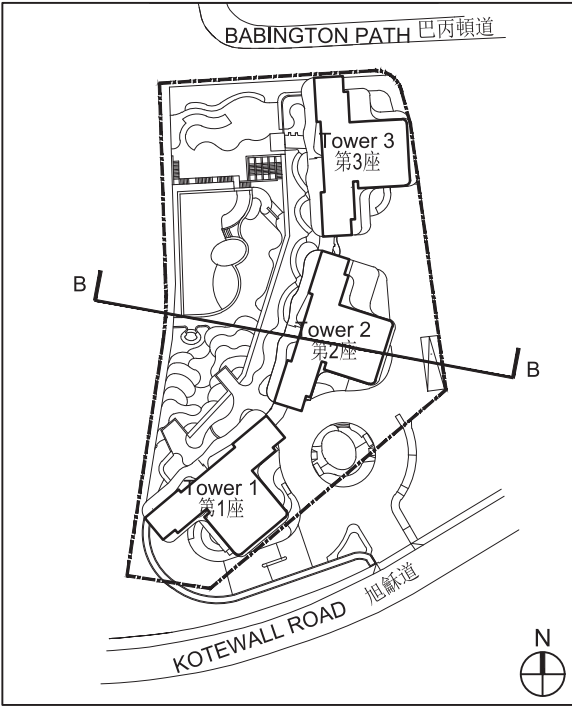 BABINGTON PATH 巴丙頓道
Tower 3
第3座
B
Tower 2
第2座
B
Tower 1
第1座
KOTEWALL ROAD 旭龢道
N